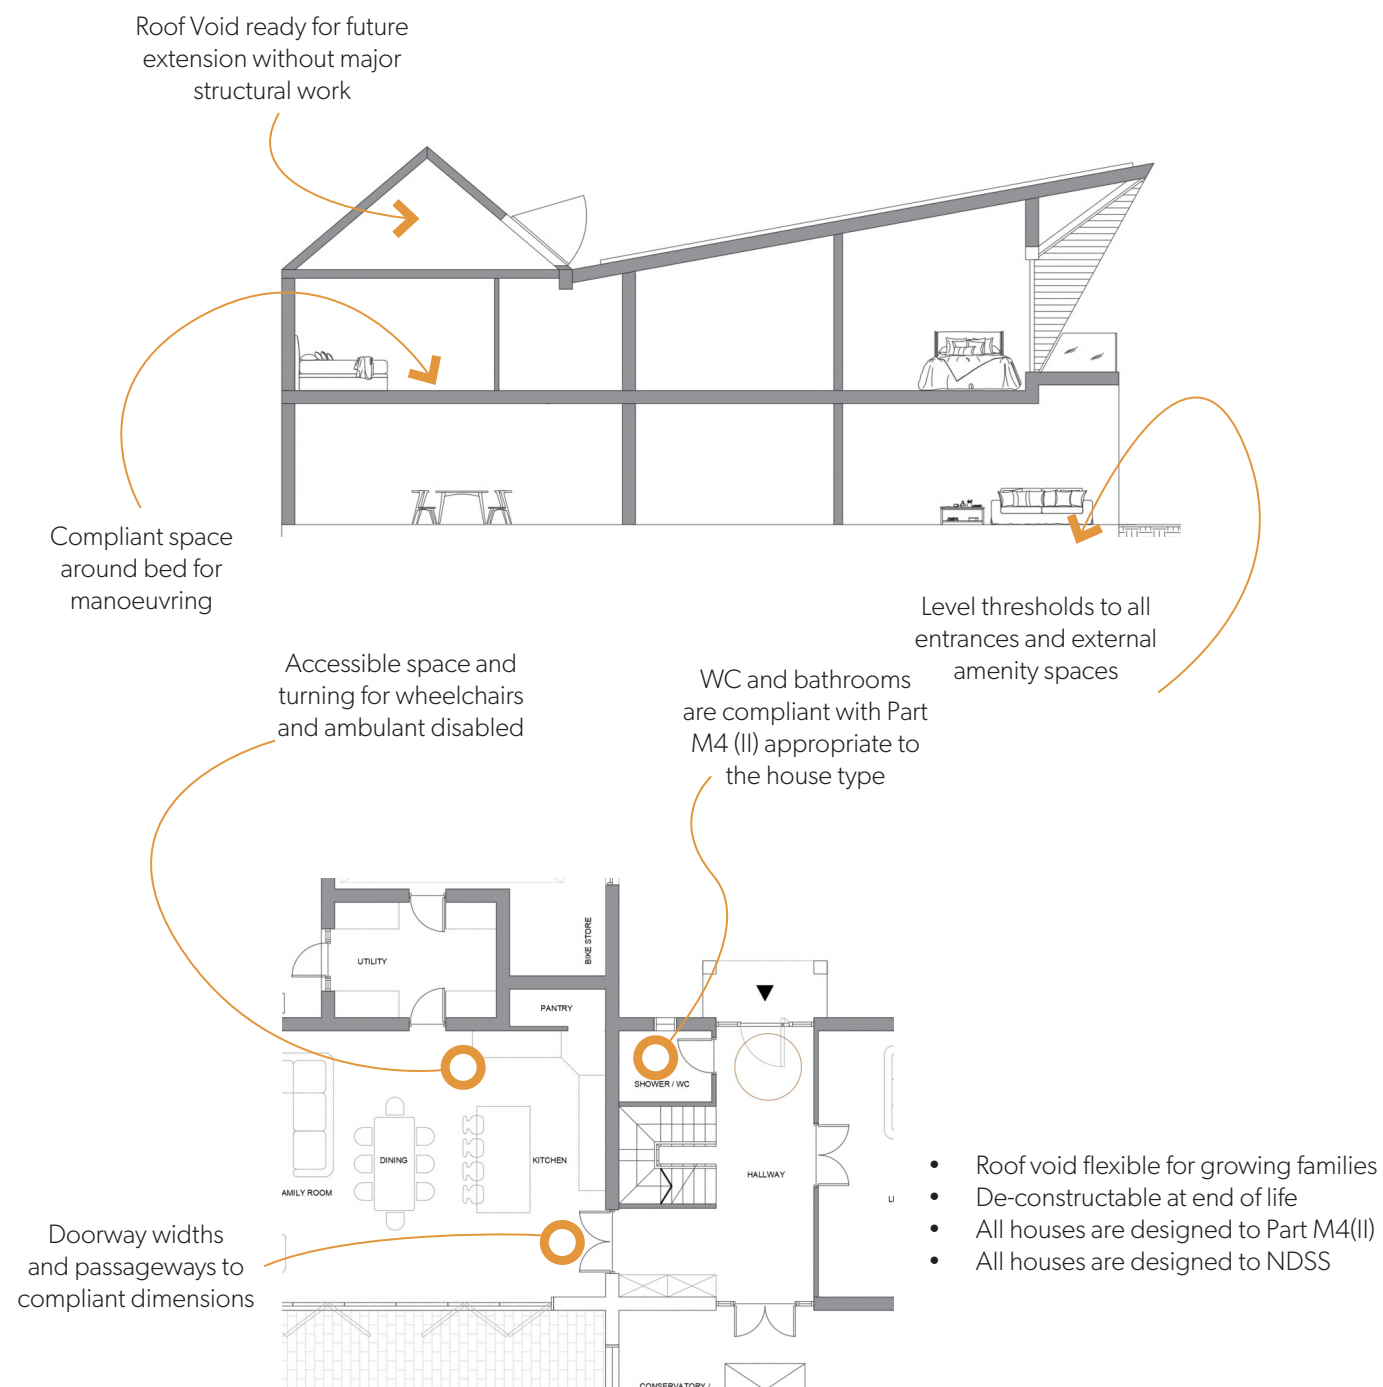 Roof Void ready for future
extension without major
structural work
Compliant space
around bed for
manoeuvring
Level thresholds to all
entrances and external
amenity spaces
Accessible space and
turning for wheelchairs
and ambulant disabled
WC and bathrooms
are compliant with Part
M4 (II) appropriate to
the house type
BIKE STORE
UTILITY
PANTRY
SHOWER / WC
DINING
KITCHEN
HALLWAY
AMILY ROOM
L
Doorway widths
and passageways to
compliant dimensions
• Roof void flexible for growing families
• De-constructable at end of life
• All houses are designed to Part M4(II)
• All houses are designed to NDSS
CONSERVATORY /